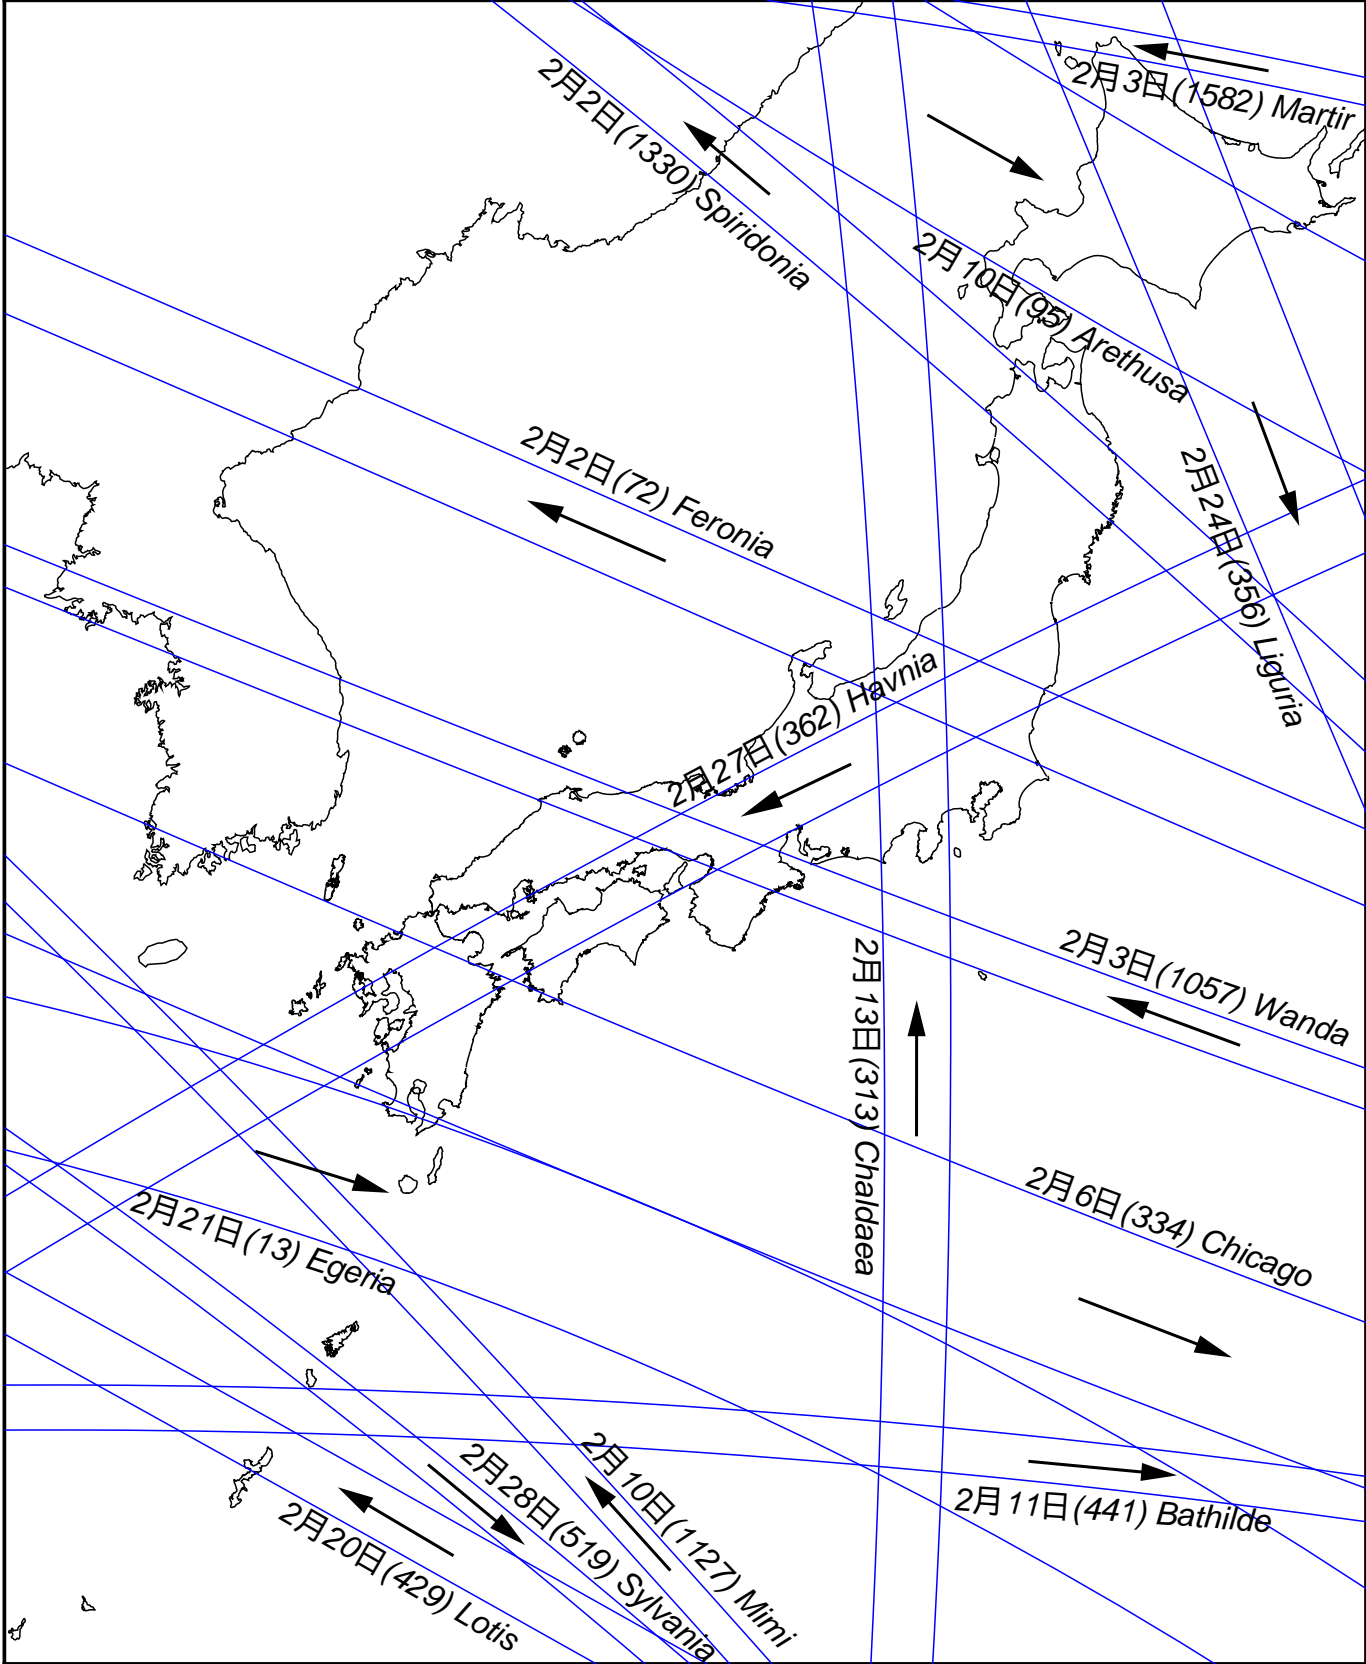 2月3日(1582) Martir
2月2日(1330) Spiridonia
2月10日(95) Arethusa
2月2日(72) Feronia
2月24日(356) Liguria
2月27日(362) Havnia
2月3日(1057) Wanda
2月13日(313) Chaldaea
2月6日(334) Chicago
2月21日(13) Egeria
2月10日(1127) Mimi
2月28日(519) Sylvania
2月11日(441) Bathilde
2月20日(429) Lotis